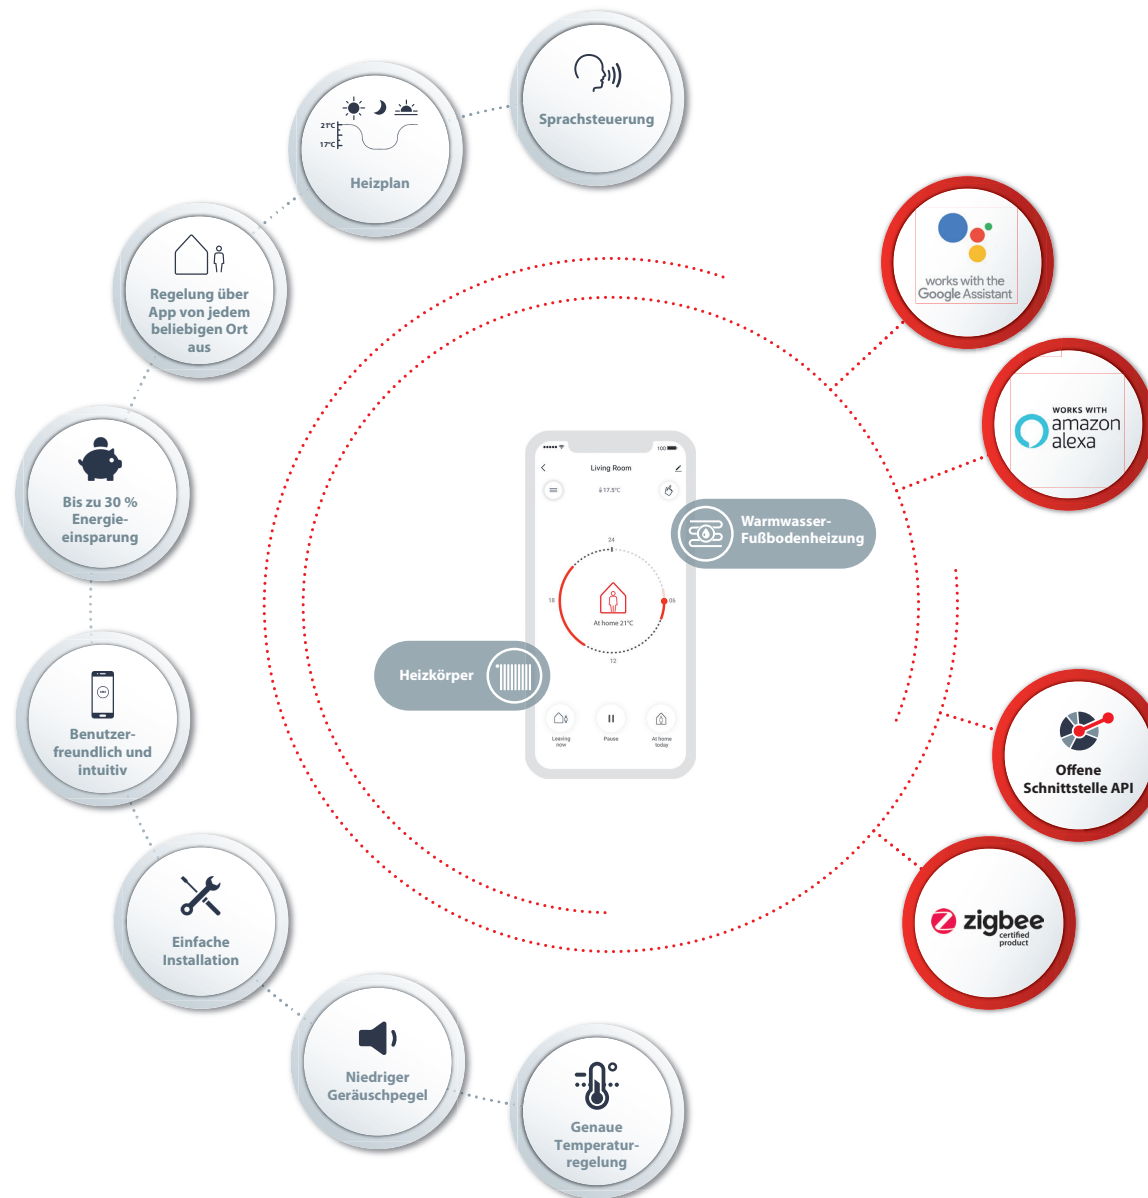 Sprachsteuerung
21°C
17°C
Heizplan
Regelung über
App von jedem
beliebigen Ort
aus
Bis zu 30 %
Energie-
einsparung
Benutzer-
freundlich und
intuitiv
Einfache
Installation
Niedriger
Geräuschpegel
Genaue
Temperatur-
regelung
works with the
Google Assistant
WORKS WITH
amazon
alexa
Offene
Schnittstelle API
zigbee
certified
product
100
Living Room
17.5°C
Warmwasser-
Fußbodenheizung
24
18
06
At home 21°C
12
Heizkörper
Leaving
now
Pause
At home
today